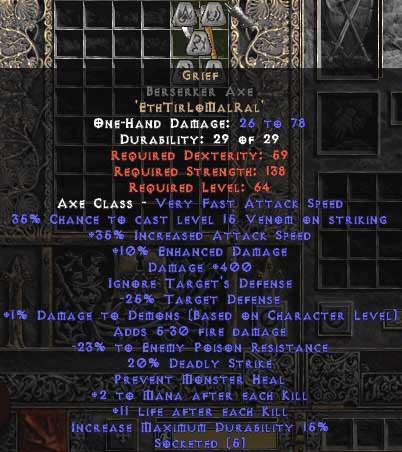 Grief
Berserker Axe
'EthTirLoMalRal'
One-Hand Damage: 26 to 78
Durability: 29 of 29
Required Dexterity: 59
Required Strength: 138
Required Level: 64
Axe Class - Very Fast Attack Speed
35% Chance to cast level 15 Venom on striking
+35% Increased Attack Speed
+10% Enhanced Damage
Damage +400
Ignore Target's Defense
-25% Target Defense
+1% Damage to Demons (Based on Character Level)
Adds 5-30 fire damage
-23% to Enemy Poison Resistance
20% Deadly Strike
Prevent Monster Heal
+2 to Mana after each Kill
+11 Life after each Kill
Increase Maximum Durability 15%
Socketed (5)